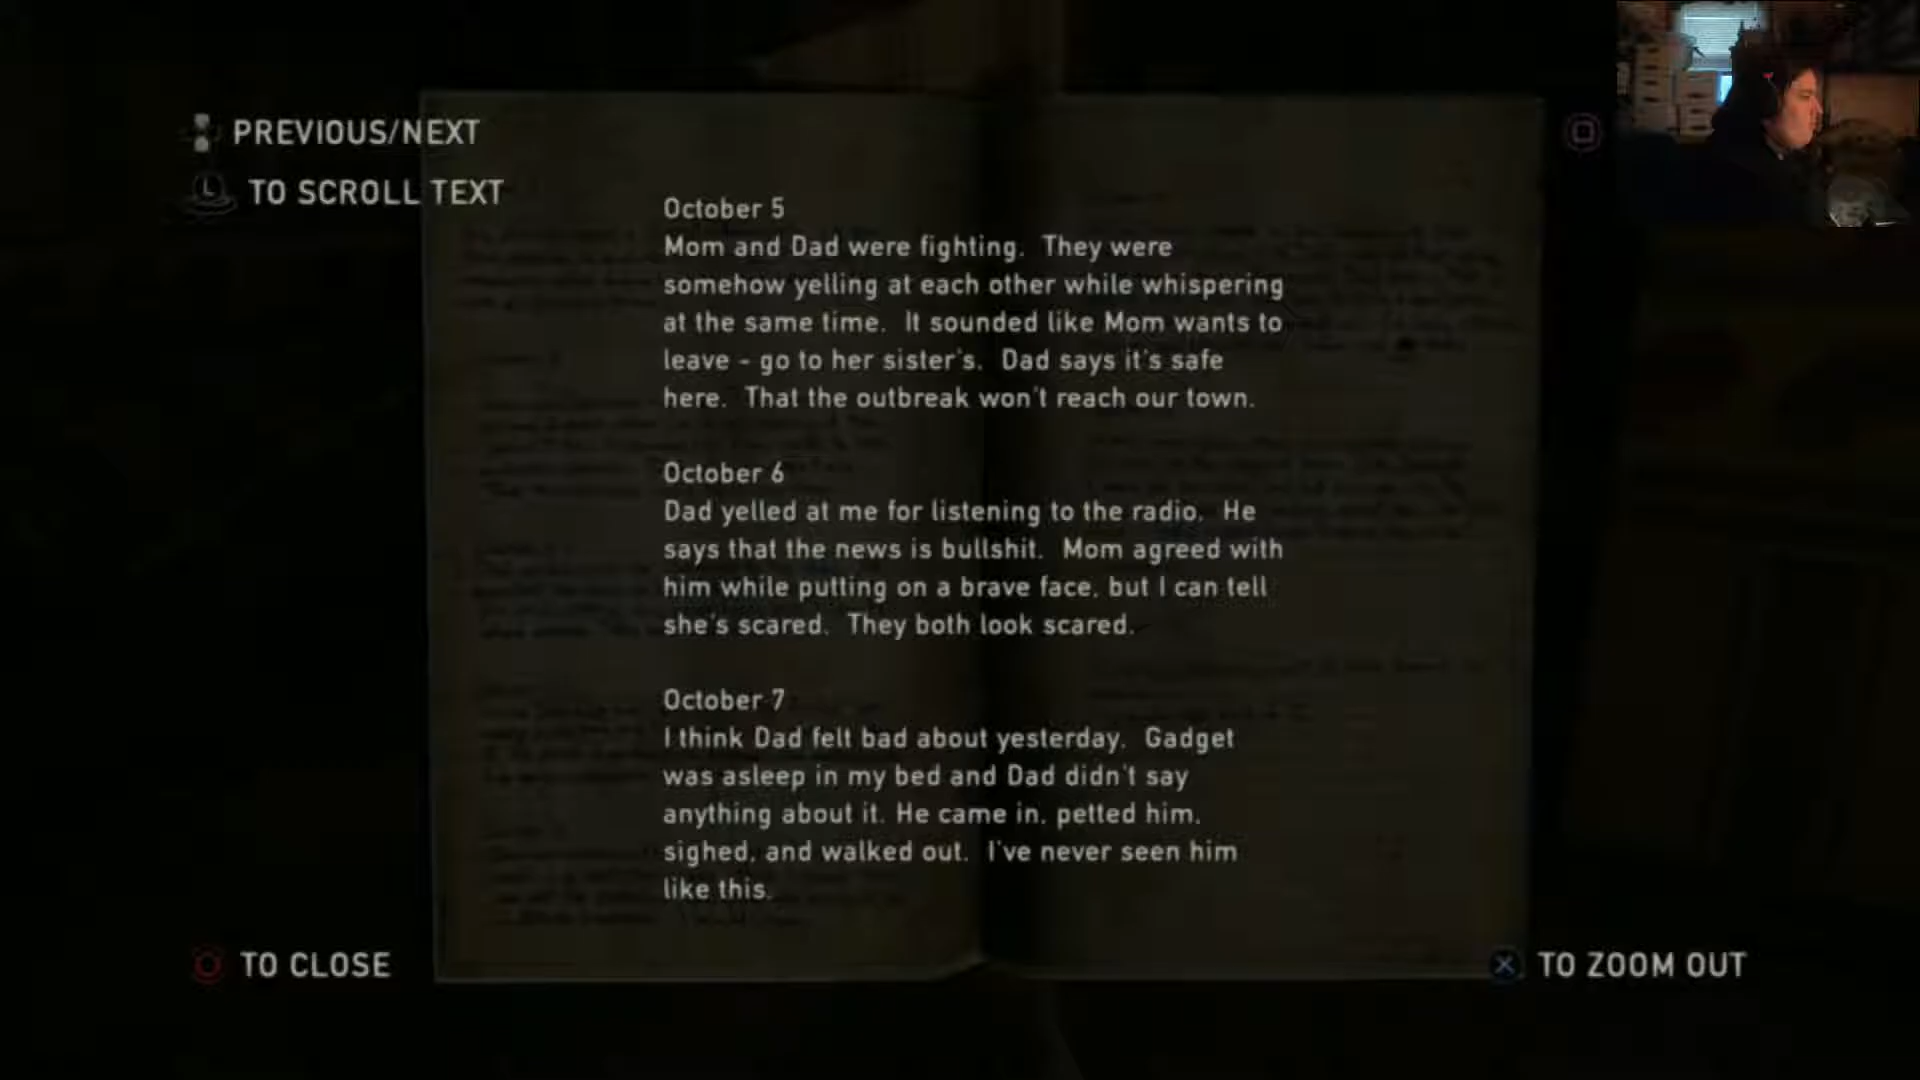 PREVIOUS/NEXT
L TO SCROLL TEXT
October 5
Mom and Dad were fighting. They were
somehow yelling at each other while whispering
at the same time. It sounded like Mom wants to
leave - go to her sister's. Dad says it's safe
here. That the outbreak won't reach our town.
October 6
Dad yelled at me for listening to the radio. He
says that the news is bullshit. Mom agreed with
him while putting on a brave face, but I can tell
she's scared. They both look scared.
October 7
I think Dad felt bad about yesterday. Gadget
was asleep in my bed and Dad didn't say
anything about it. He came in, petted him,
sighed, and walked out. I've never seen him
like this.
TO CLOSE
TO ZOOM OUT